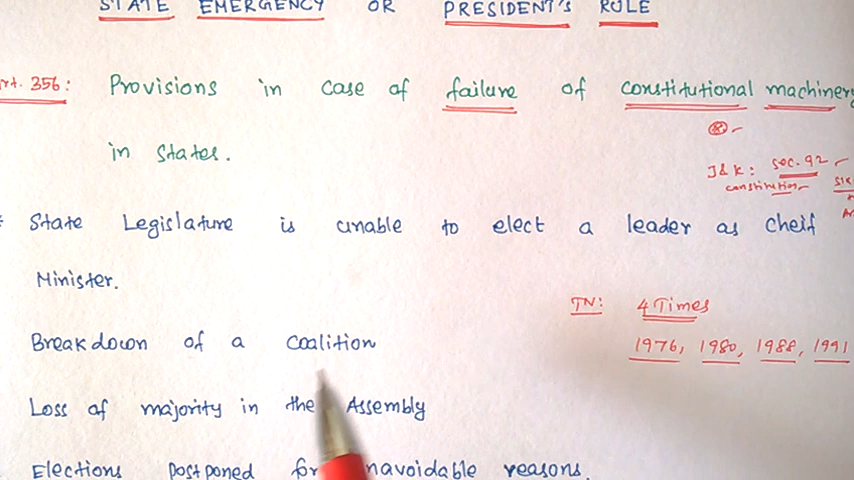 STATE EMERGENCY OR PRESIDENT'S RULE
Art. 356: Provisions in case of failure of constitutional machinery
in states.
J&K: Sec. 92
constitution
State Legislature is unable to elect a leader as cheif
Minister.
TN: 4 Times
1976, 1980, 1988, 1991
Breakdown of a coalition
Loss of majority in the Assembly
Elections postponed for unavoidable reasons.